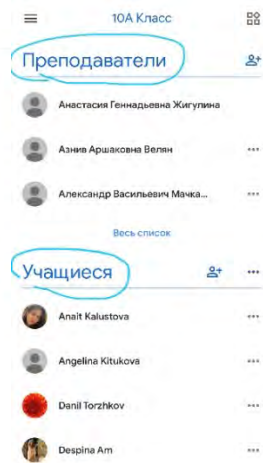 10А Класс
Преподаватели
Анастасия Геннадьевна Жигулина
Азнив Аршаковна Велян
Александр Васильевич Мачка...
Весь список
Учащиеся
Anait Kalustova
Angelina Kitukova
Danil Torzhkov
Despina Am